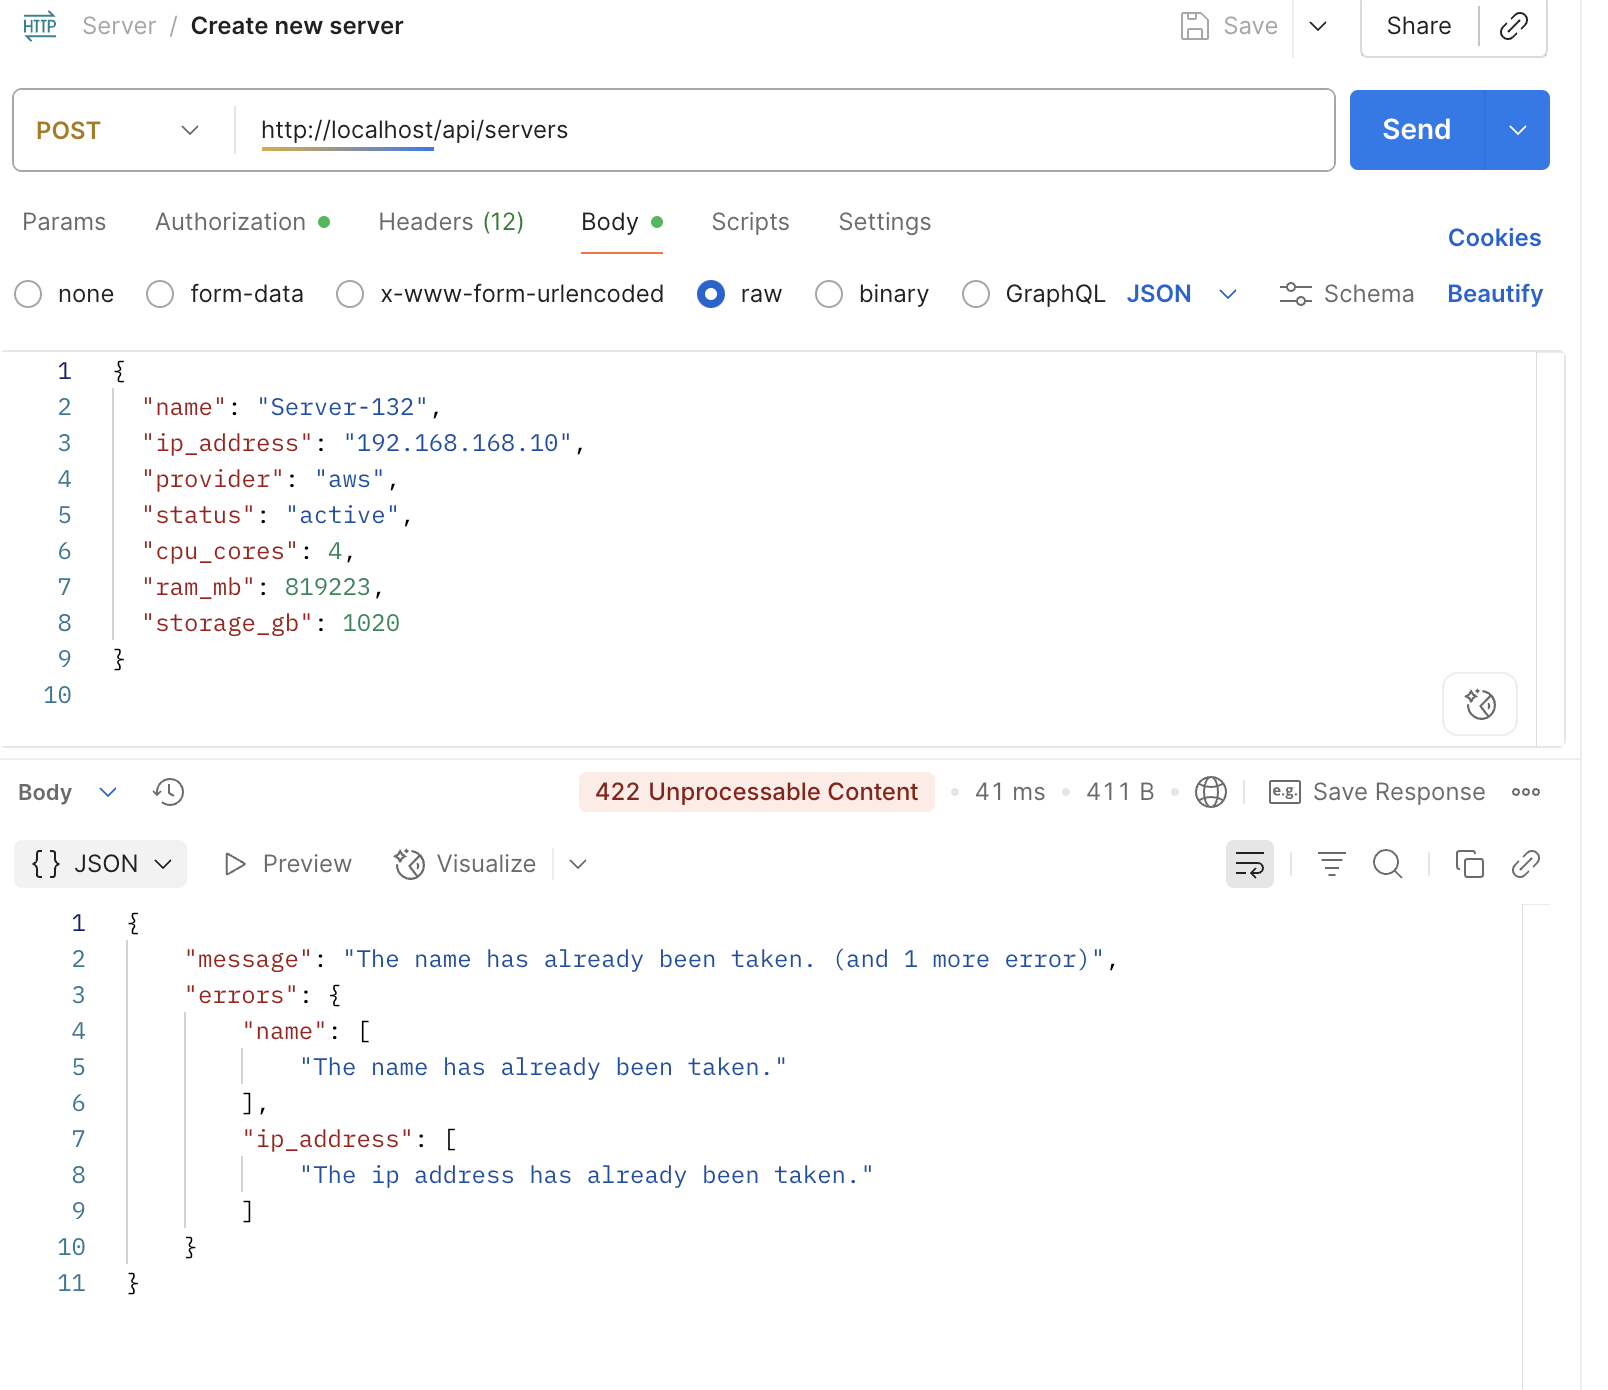 HTTP Server / Create new server Save Share
POST http://localhost/api/servers Send
Params Authorization Headers (12) Body Scripts Settings Cookies
none form-data x-www-form-urlencoded raw binary GraphQL JSON Schema Beautify
1 {
2 "name": "Server-132",
3 "ip_address": "192.168.168.10",
4 "provider": "aws",
5 "status": "active",
6 "cpu_cores": 4,
7 "ram_mb": 819223,
8 "storage_gb": 1020
9 }
10
Body 422 Unprocessable Content • 41 ms • 411 B • e.g. Save Response
{} JSON Preview Visualize
1 {
2 "message": "The name has already been taken. (and 1 more error)",
3 "errors": {
4 "name": [
5 "The name has already been taken."
6 ],
7 "ip_address": [
8 "The ip address has already been taken."
9 ]
10 }
11 }